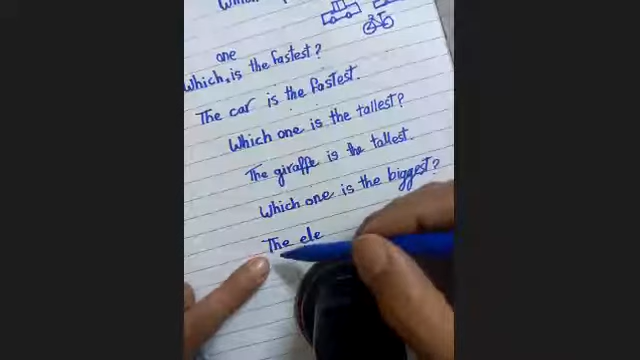 Which
one
Which, is the fastest?
The car is the fastest.
Which one is the tallest?
The giraffe is the tallest.
Which one is the biggest?
The ele